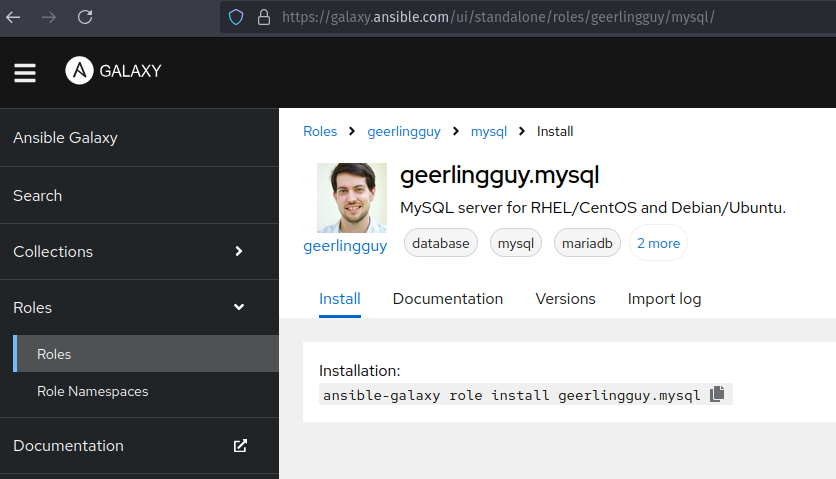 https://galaxy.ansible.com/ui/standalone/roles/geerlingguy/mysql/
GALAXY
Ansible Galaxy
Search
Collections
Roles
Roles
Role Namespaces
Documentation
Roles > geerlingguy > mysql > Install
geerlingguy.mysql
MySQL server for RHEL/CentOS and Debian/Ubuntu.
geerlingguy
database mysql mariadb 2 more
Install Documentation Versions Import log
Installation:
ansible-galaxy role install geerlingguy.mysql